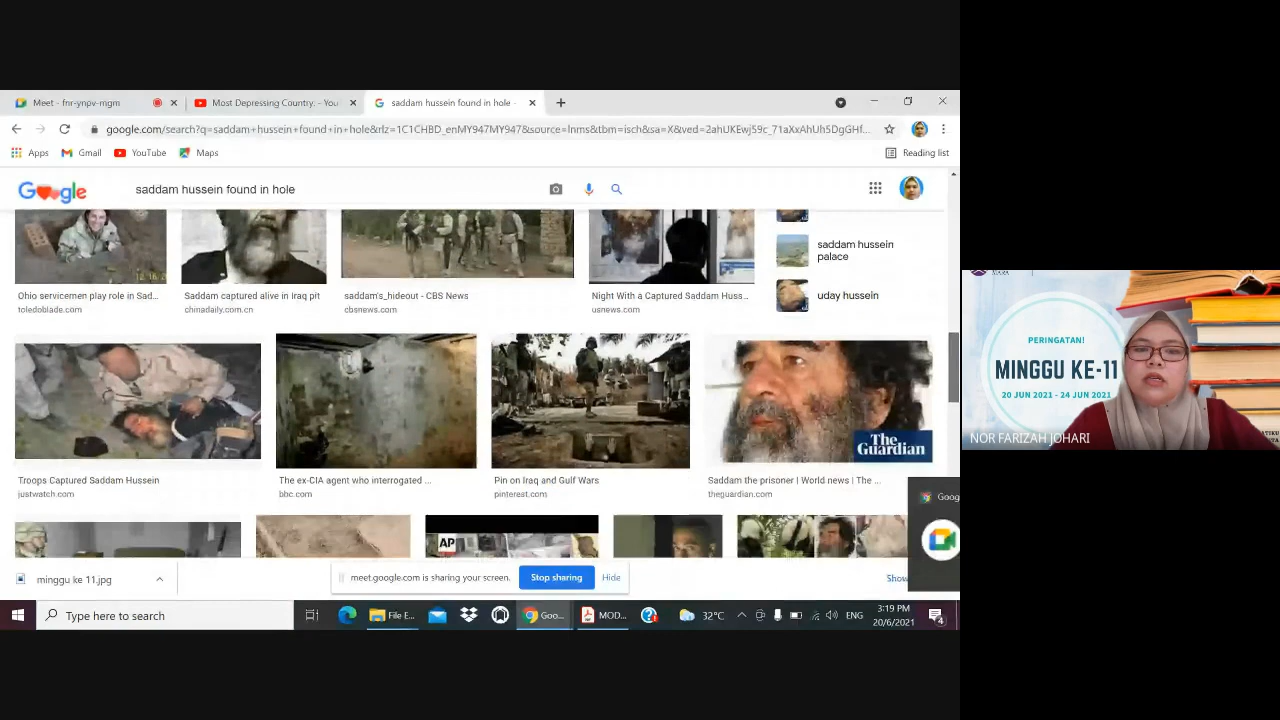 Meet - fnr-ynpv-mgm
Most Depressing Country: - You
saddam hussein found in hole -
google.com/search?q=saddam+hussein+found+in+hole&rlz=1C1CHBD_enMY947MY947&source=lnms&tbm=isch&sa=X&ved=2ahUKEwj59c_71aXxAhUh5DgGHf...
Apps Gmail YouTube Maps Reading list
Google
saddam hussein found in hole
saddam hussein
palace
uday hussein
Ohio servicemen play role in Sad...
toledoblade.com
Saddam captured alive in Iraq pit
chinadaily.com.cn
saddam's_hideout - CBS News
cbsnews.com
Night With a Captured Saddam Huss...
usnews.com
The
Guardian
Troops Captured Saddam Hussein
justwatch.com
The ex-CIA agent who interrogated ...
bbc.com
Pin on Iraq and Gulf Wars
pinterest.com
Saddam the prisoner | World news | The ...
theguardian.com
AP
Goog
minggu ke 11.jpg
meet.google.com is sharing your screen. Stop sharing Hide
Show
Type here to search
File E...
Goo...
MOD...
32°C
ENG
3:19 PM
20/6/2021
4
PERINGATAN!
MINGGU KE-11
20 JUN 2021 - 24 JUN 2021
NOR FARIZAH JOHARI